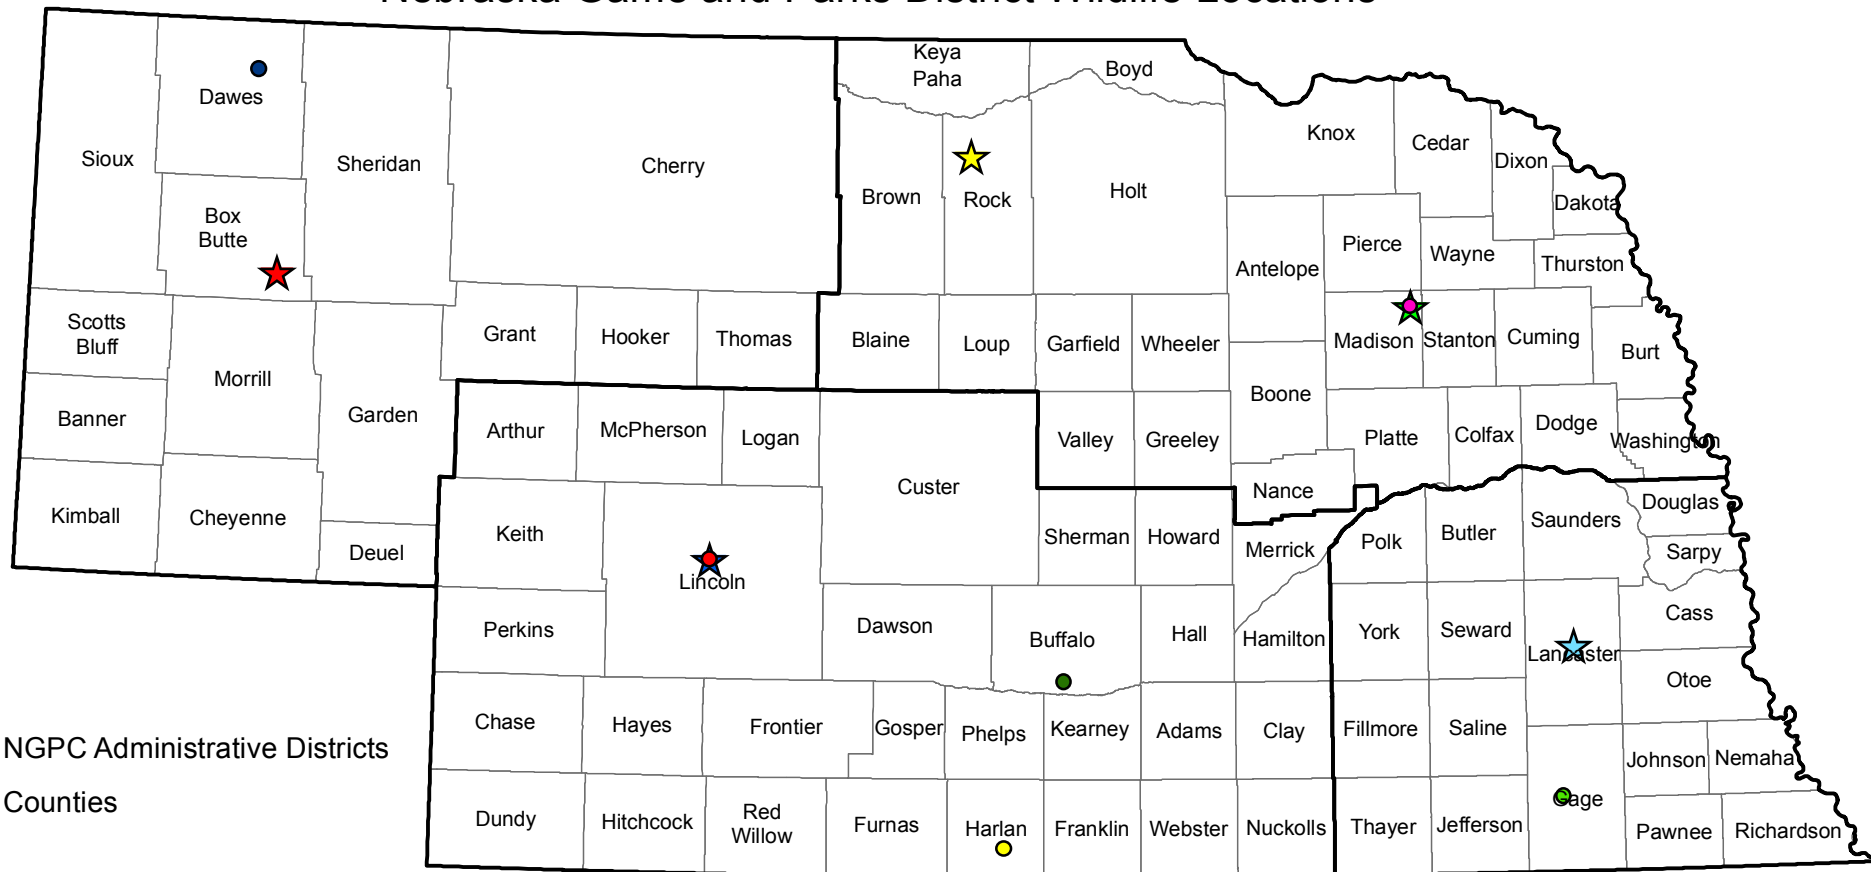 Nebraska Game and Parks District Wildlife Locations
Keya
Paha
Boyd
Dawes
Knox
Cedar
Sioux
Sheridan
Cherry
Dixon
Brown
Rock
Holt
Dakota
Box
Butte
Pierce
Wayne
Antelope
Thurston
Scotts
Bluff
Grant
Hooker
Thomas
Blaine
Loup
Garfield
Wheeler
Madison
Stanton
Cuming
Burt
Morrill
Boone
Banner
Garden
Arthur
McPherson
Logan
Valley
Greeley
Platte
Colfax
Dodge
Washington
Custer
Nance
Douglas
Kimball
Cheyenne
Keith
Sherman
Howard
Merrick
Polk
Butler
Saunders
Deuel
Sarpy
Lincoln
Cass
Perkins
Dawson
Buffalo
Hall
Hamilton
York
Seward
Lancaster
Otoe
Chase
Hayes
Frontier
Gosper
Phelps
Kearney
Adams
Clay
Fillmore
Saline
NGPC Administrative Districts
Johnson
Nemaha
Counties
Gage
Dundy
Hitchcock
Red
Willow
Furnas
Harlan
Franklin
Webster
Nuckolls
Thayer
Jefferson
Pawnee
Richardson